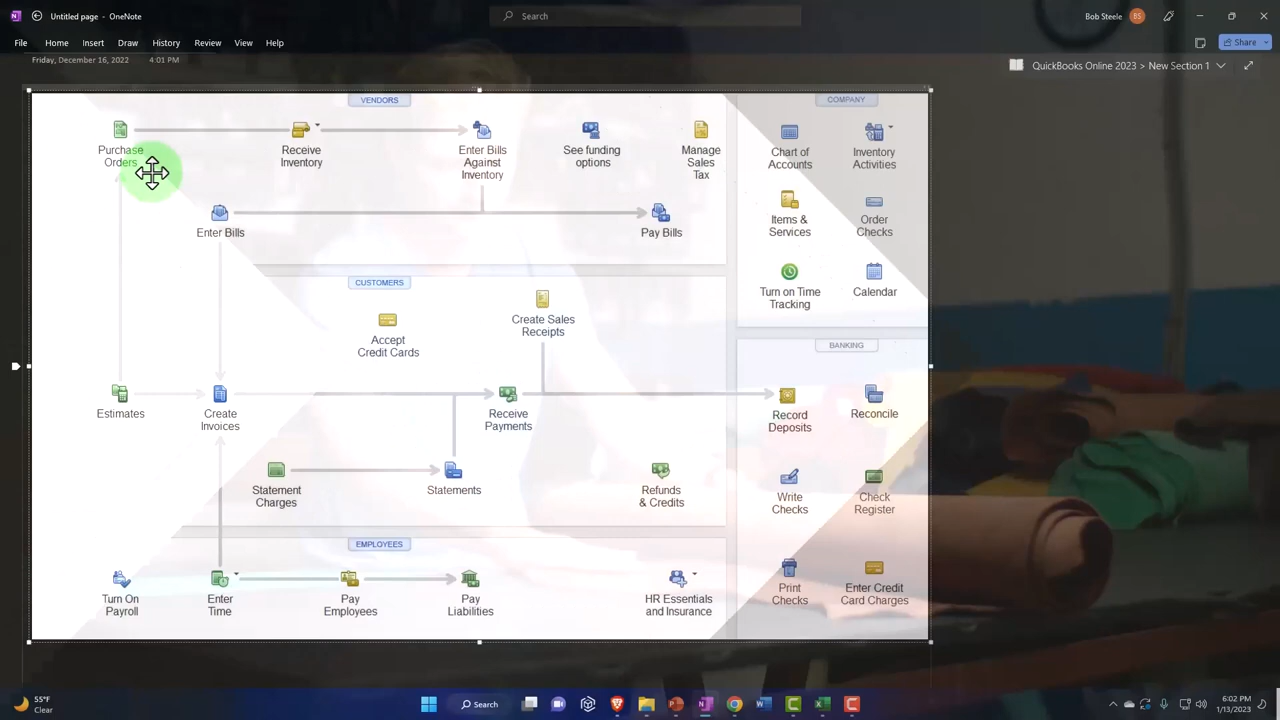 Untitled page - OneNote
Search
Bob Steele
BS
File
Home
Insert
Draw
History
Review
View
Help
Share
Friday, December 16, 2022
4:01 PM
QuickBooks Online 2023 > New Section 1
VENDORS
COMPANY
Purchase
Orders
Receive
Inventory
Enter Bills
Against
Inventory
See funding
options
Manage
Sales
Tax
Chart of
Accounts
Inventory
Activities
Enter Bills
Pay Bills
Items &
Services
Order
Checks
CUSTOMERS
Turn on Time
Tracking
Calendar
Create Sales
Receipts
Accept
Credit Cards
BANKING
Estimates
Create
Invoices
Receive
Payments
Record
Deposits
Reconcile
Statement
Charges
Statements
Refunds
& Credits
Write
Checks
Check
Register
EMPLOYEES
Turn On
Payroll
Enter
Time
Pay
Employees
Pay
Liabilities
HR Essentials
and Insurance
Print
Checks
Enter Credit
Card Charges
55°F
Clear
Search
6:02 PM
1/13/2023